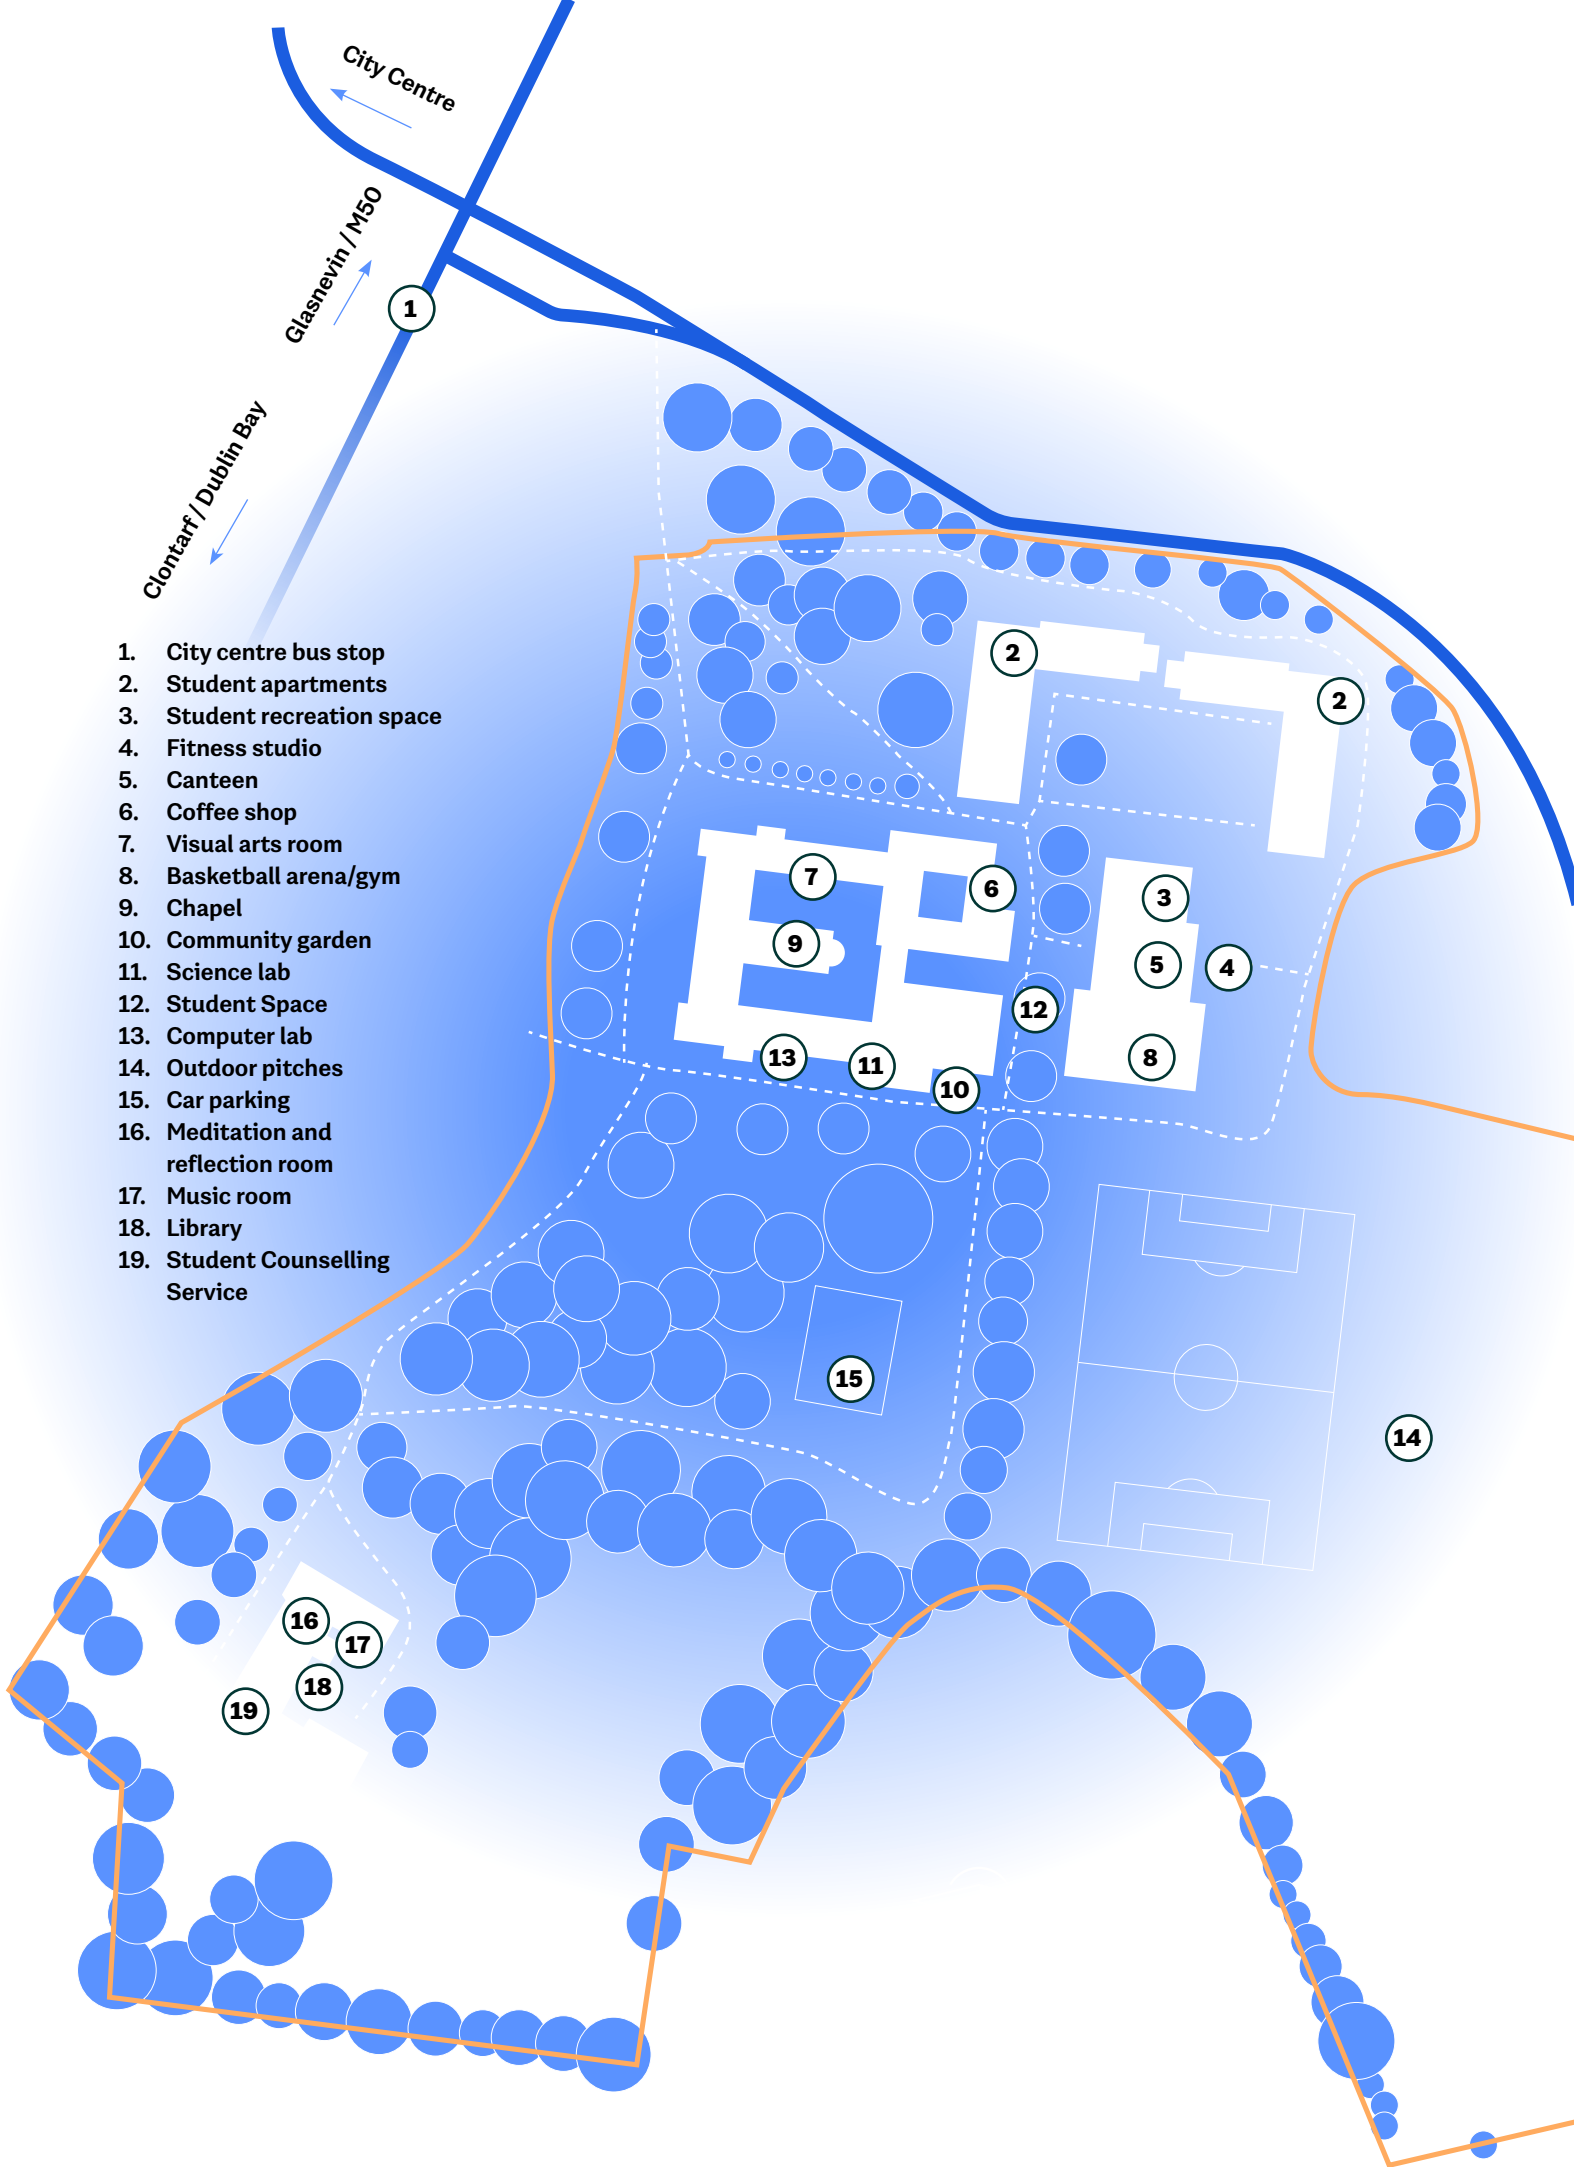 City Centre
Glasnevin / M50
1
Clontarf / Dublin Bay
1. City centre bus stop
2. Student apartments
3. Student recreation space
4. Fitness studio
5. Canteen
6. Coffee shop
7. Visual arts room
8. Basketball arena/gym
9. Chapel
10. Community garden
11. Science lab
12. Student Space
13. Computer lab
14. Outdoor pitches
15. Car parking
16. Meditation and
reflection room
17. Music room
18. Library
19. Student Counselling
Service
2
2
7
6
3
9
5
4
12
13
11
8
10
15
14
16
17
18
19